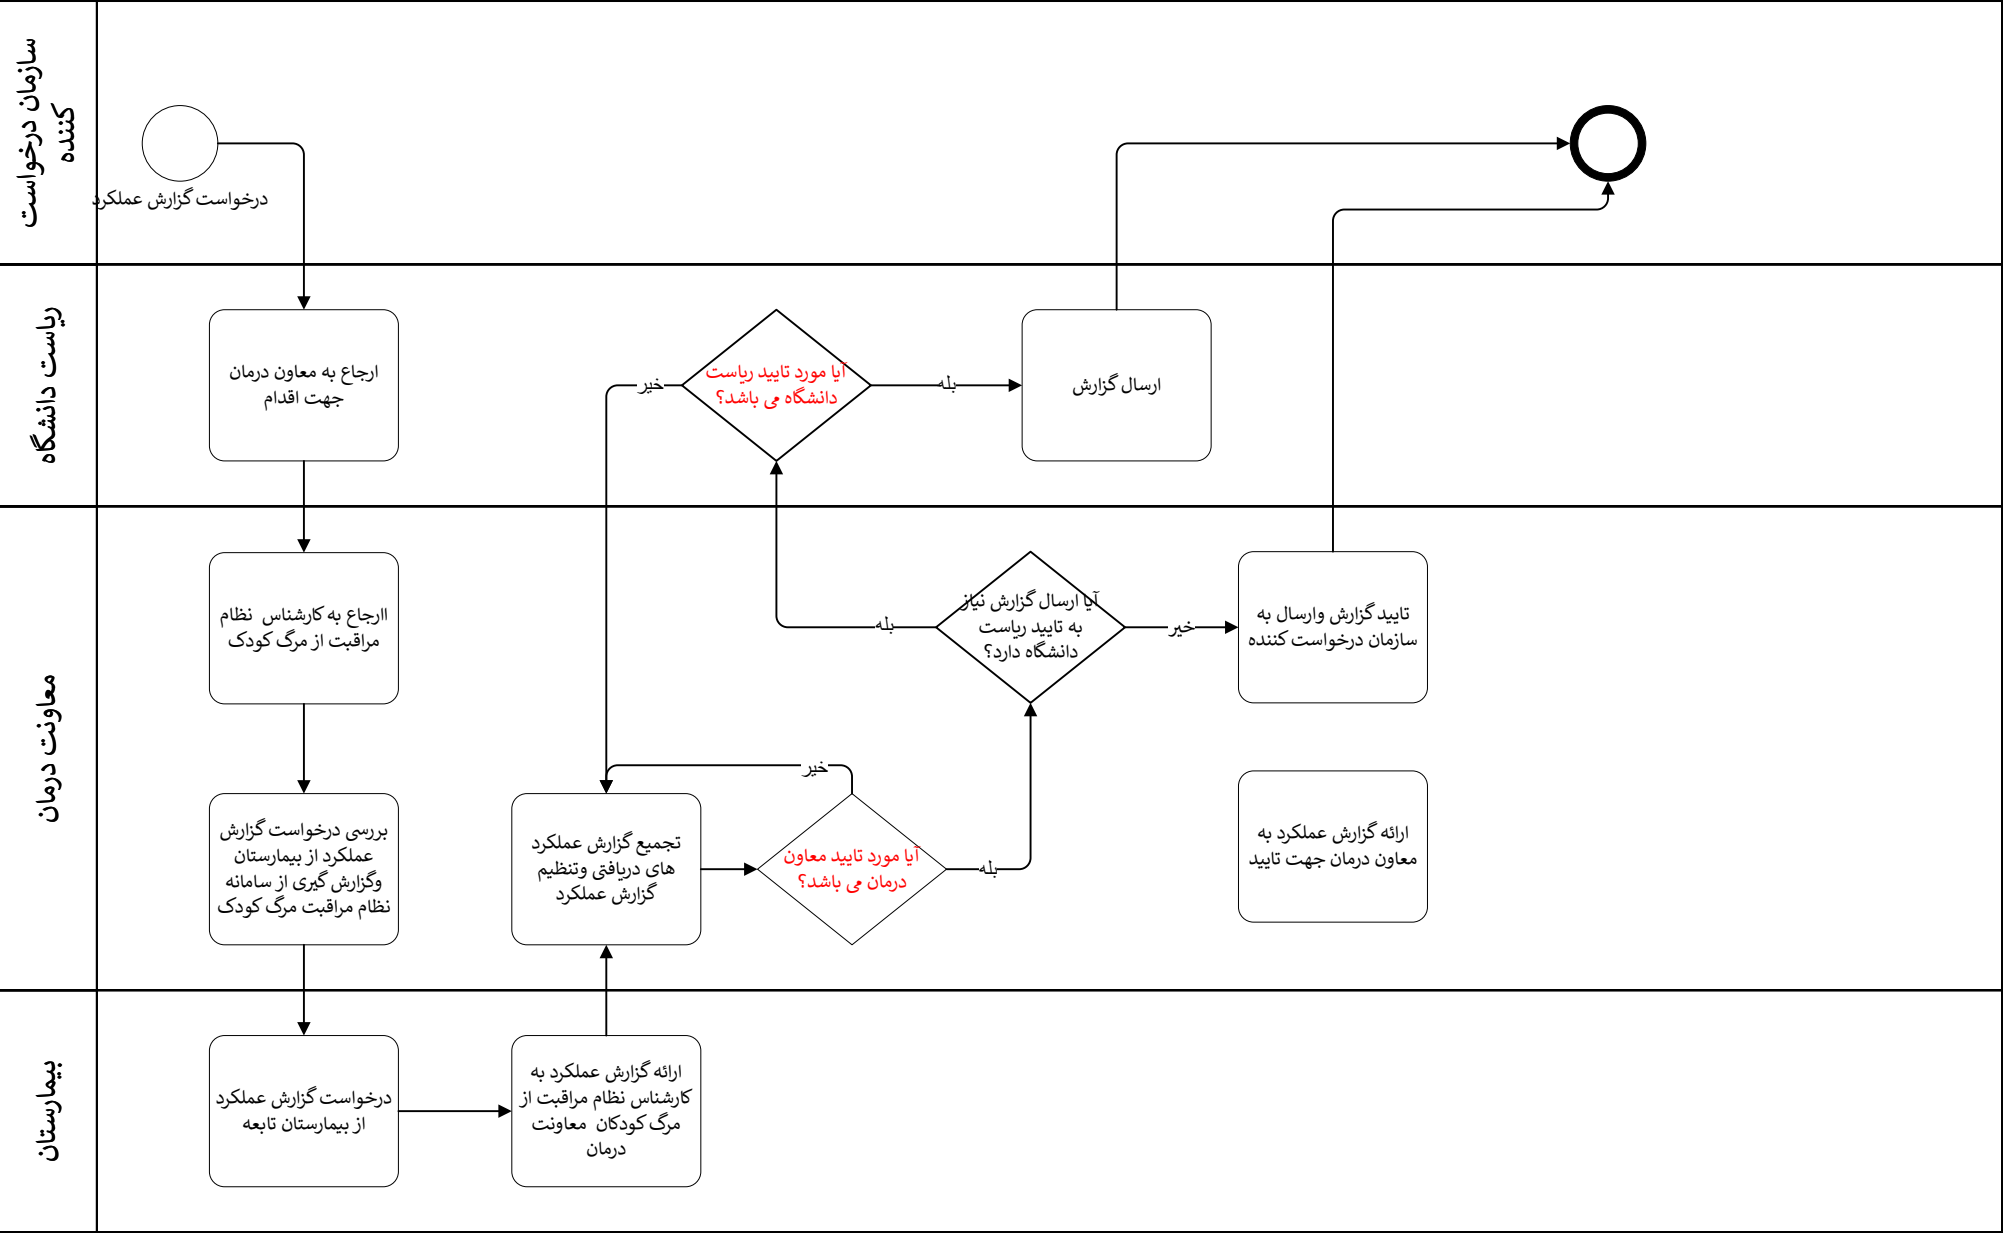 سازمان درخواست
کننده
درخواست گزارش عملکرد
ریاست دانشگاه
ارجاع به معاون درمان
جهت اقدام
آیا مورد تایید ریاست
دانشگاه می باشد؟
خیر
بله
ارسال گزارش
معاونت درمان
اارجاع به کارشناس نظام
مراقبت از مرگ کودک
آیا ارسال گزارش نیاز
به تایید ریاست
دانشگاه دارد؟
بله
خیر
تایید گزارش وارسال به
سازمان درخواست کننده
بررسی درخواست گزارش
عملکرد از بیمارستان
وگزارش گیری از سامانه
نظام مراقبت مرگ کودک
تجمیع گزارش عملکرد
های دریافتی وتنظیم
گزارش عملکرد
خیر
آیا مورد تایید معاون
درمان می باشد؟
بله
ارائه گزارش عملکرد به
معاون درمان جهت تایید
بیمارستان
درخواست گزارش عملکرد
از بیمارستان تابعه
ارائه گزارش عملکرد به
کارشناس نظام مراقبت از
مرگ کودکان معاونت
درمان